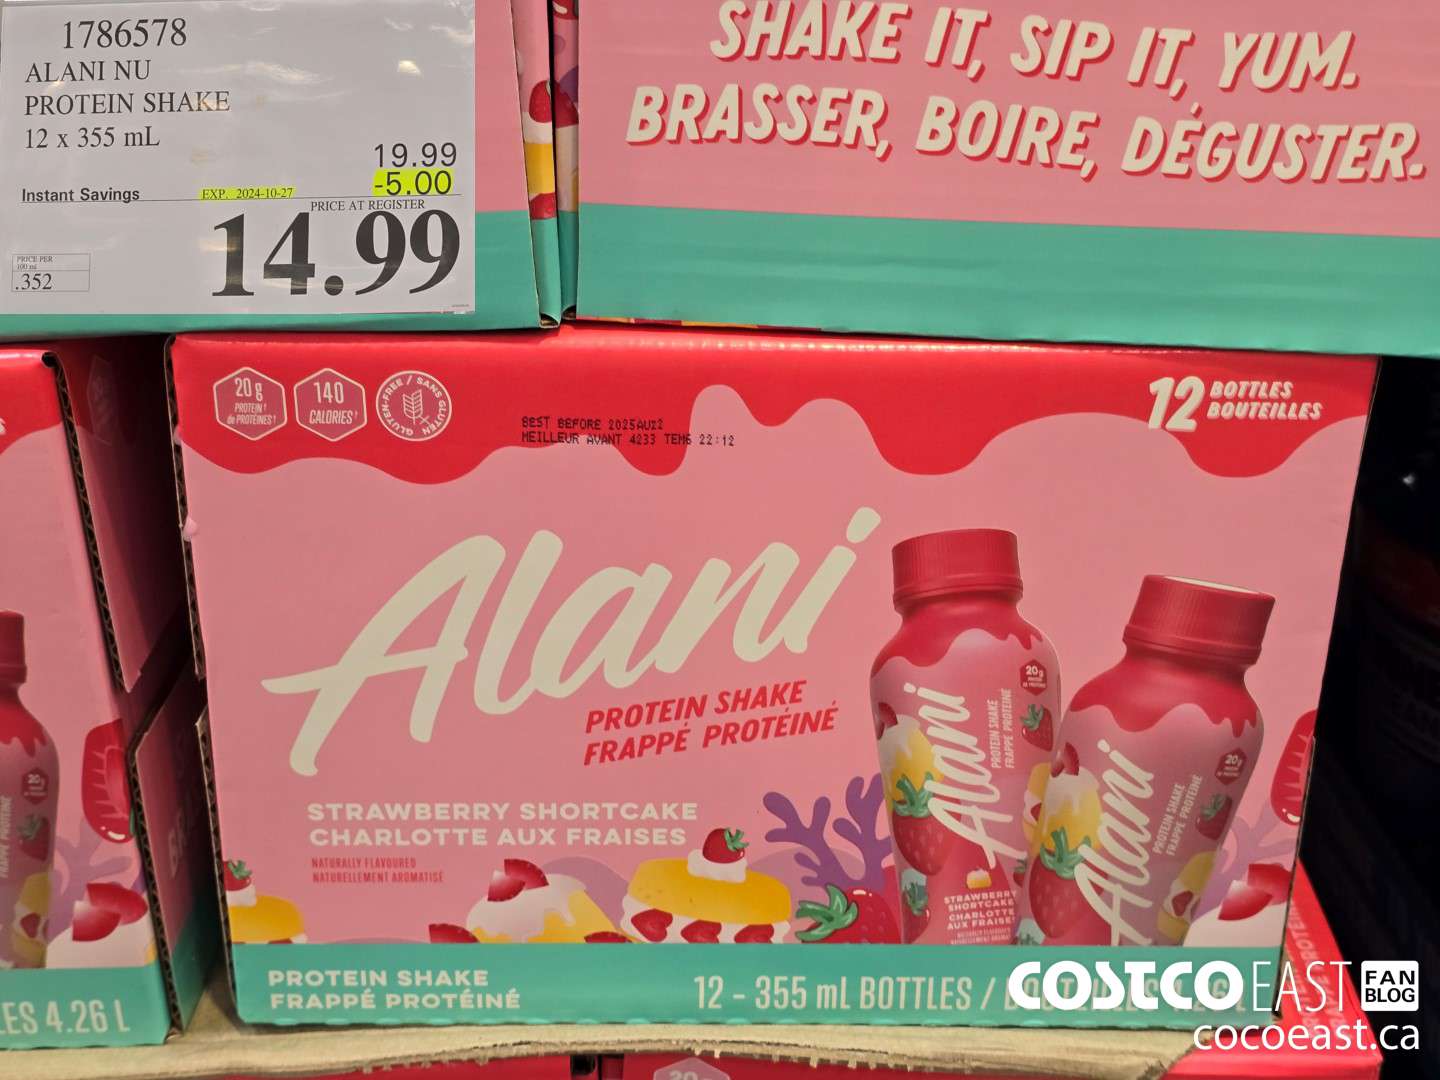 1786578
ALANI NU
PROTEIN SHAKE
12 x 355 mL
19.99
Instant Savings EXP. 2024-10-27 -5.00
PRICE AT REGISTER
14.99
PRICE PER
100 ml
.352
SHAKE IT, SIP IT, YUM.
BRASSER, BOIRE, DÉGUSTER.
20 g
PROTEIN†
de PROTÉINES†
140
CALORIES†
GLUTEN-FREE / SANS GLUTEN
BEST BEFORE 2025AU22
MEILLEUR AVANT 4233 TEM6 22:12
12 BOTTLES
BOUTEILLES
Alani
PROTEIN SHAKE
FRAPPÉ PROTÉINÉ
STRAWBERRY SHORTCAKE
CHARLOTTE AUX FRAISES
NATURALLY FLAVOURED
NATURELLEMENT AROMATISÉ
20g
Alani
PROTEIN SHAKE
FRAPPÉ PROTÉINÉ
STRAWBERRY
SHORTCAKE
CHARLOTTE
AUX FRAISES
20g
Alani
PROTEIN SHAKE
FRAPPÉ PROTÉINÉ
PROTEIN SHAKE
FRAPPÉ PROTÉINÉ
12 - 355 mL BOTTLES /
4.26 L
COSTCO EAST FAN
BLOG
cocoeast.ca